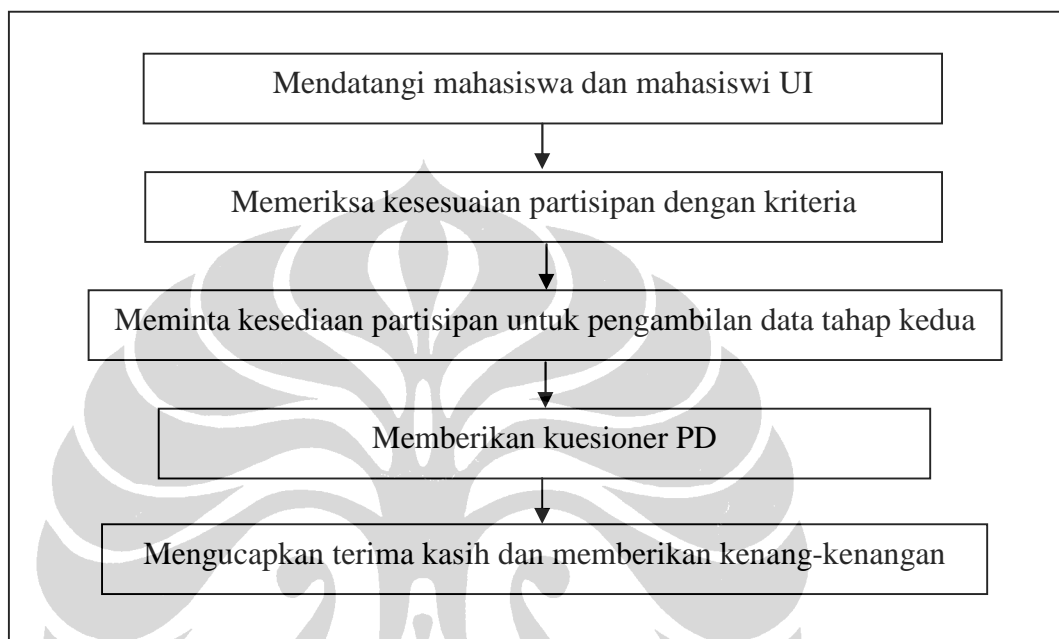 Mendatangi mahasiswa dan mahasiswi UI
Memeriksa kesesuaian partisipan dengan kriteria
Meminta kesediaan partisipan untuk pengambilan data tahap kedua
Memberikan kuesioner PD
Mengucapkan terima kasih dan memberikan kenang-kenangan